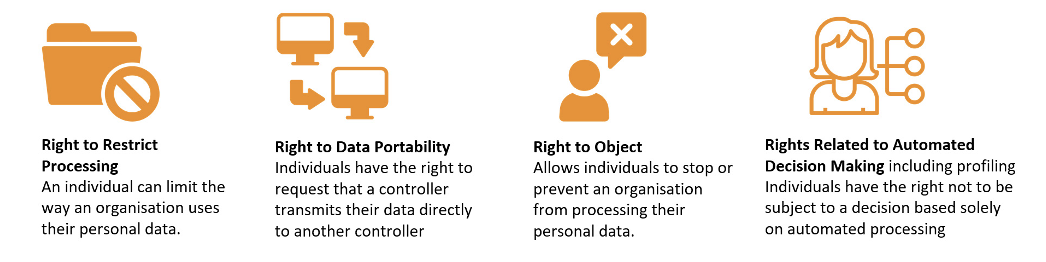 Right to Restrict
Processing
An individual can limit the
way an organisation uses
their personal data.
Right to Data Portability
Individuals have the right to
request that a controller
transmits their data directly
to another controller
Right to Object
Allows individuals to stop or
prevent an organisation
from processing their
personal data.
Rights Related to Automated
Decision Making including profiling
Individuals have the right not to be
subject to a decision based solely
on automated processing